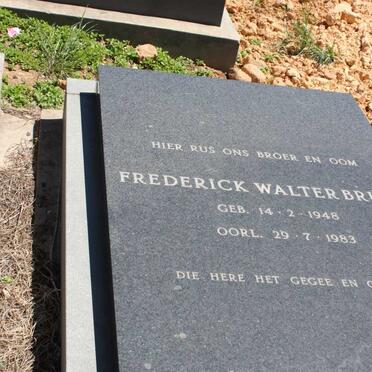 HIER RUS ONS BROER EN OOM
FREDERICK WALTER
GEB. 14 · 2 - 1948
OORL. 29 · 7 · 1983
DIE HERE HET GEGEE EN